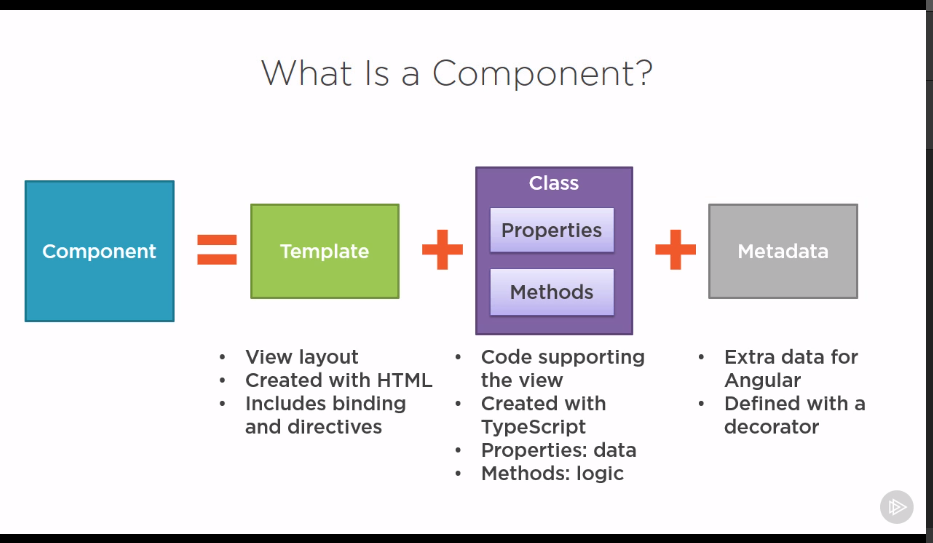 What Is a Component?
Component
Template
Class
Properties
Methods
Metadata
• View layout
• Created with HTML
• Includes binding
and directives
• Code supporting
the view
• Created with
TypeScript
• Properties: data
• Methods: logic
• Extra data for
Angular
• Defined with a
decorator